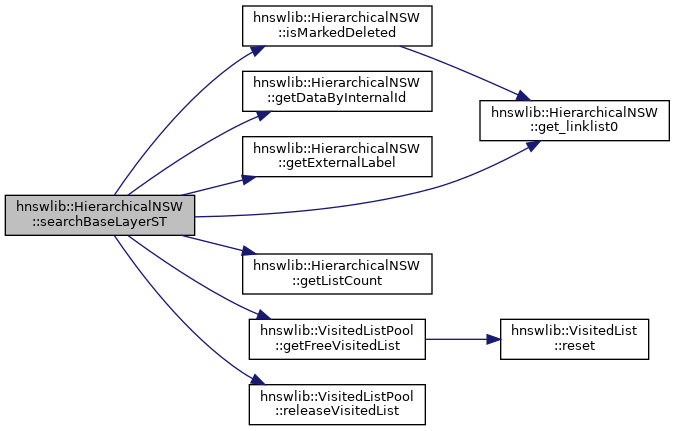 hnswlib::HierarchicalNSW
::searchBaseLayerST
hnswlib::HierarchicalNSW
::isMarkedDeleted
hnswlib::HierarchicalNSW
::getDataByInternalId
hnswlib::HierarchicalNSW
::getExternalLabel
hnswlib::HierarchicalNSW
::getListCount
hnswlib::VisitedListPool
::getFreeVisitedList
hnswlib::VisitedListPool
::releaseVisitedList
hnswlib::HierarchicalNSW
::get_linklist0
hnswlib::VisitedList
::reset